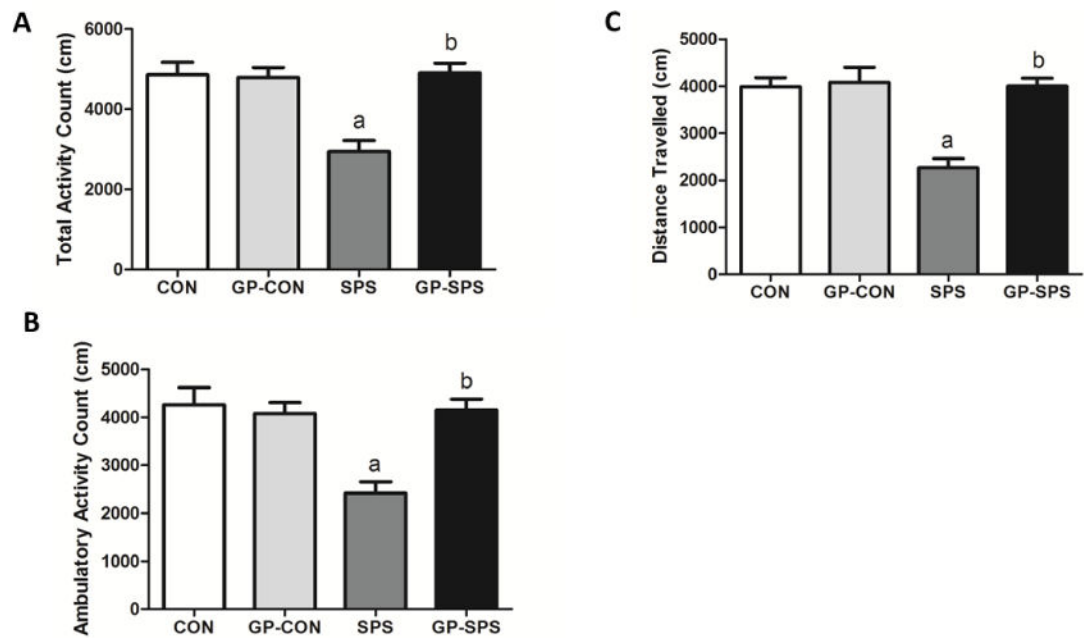 A
Total Activity Count (cm)
6000
4000
2000
0
a
b
CON GP-CON SPS GP-SPS
C
Distance Travelled (cm)
5000
4000
3000
2000
1000
0
a
b
CON GP-CON SPS GP-SPS
B
Ambulatory Activity Count (cm)
5000
4000
3000
2000
1000
0
a
b
CON GP-CON SPS GP-SPS